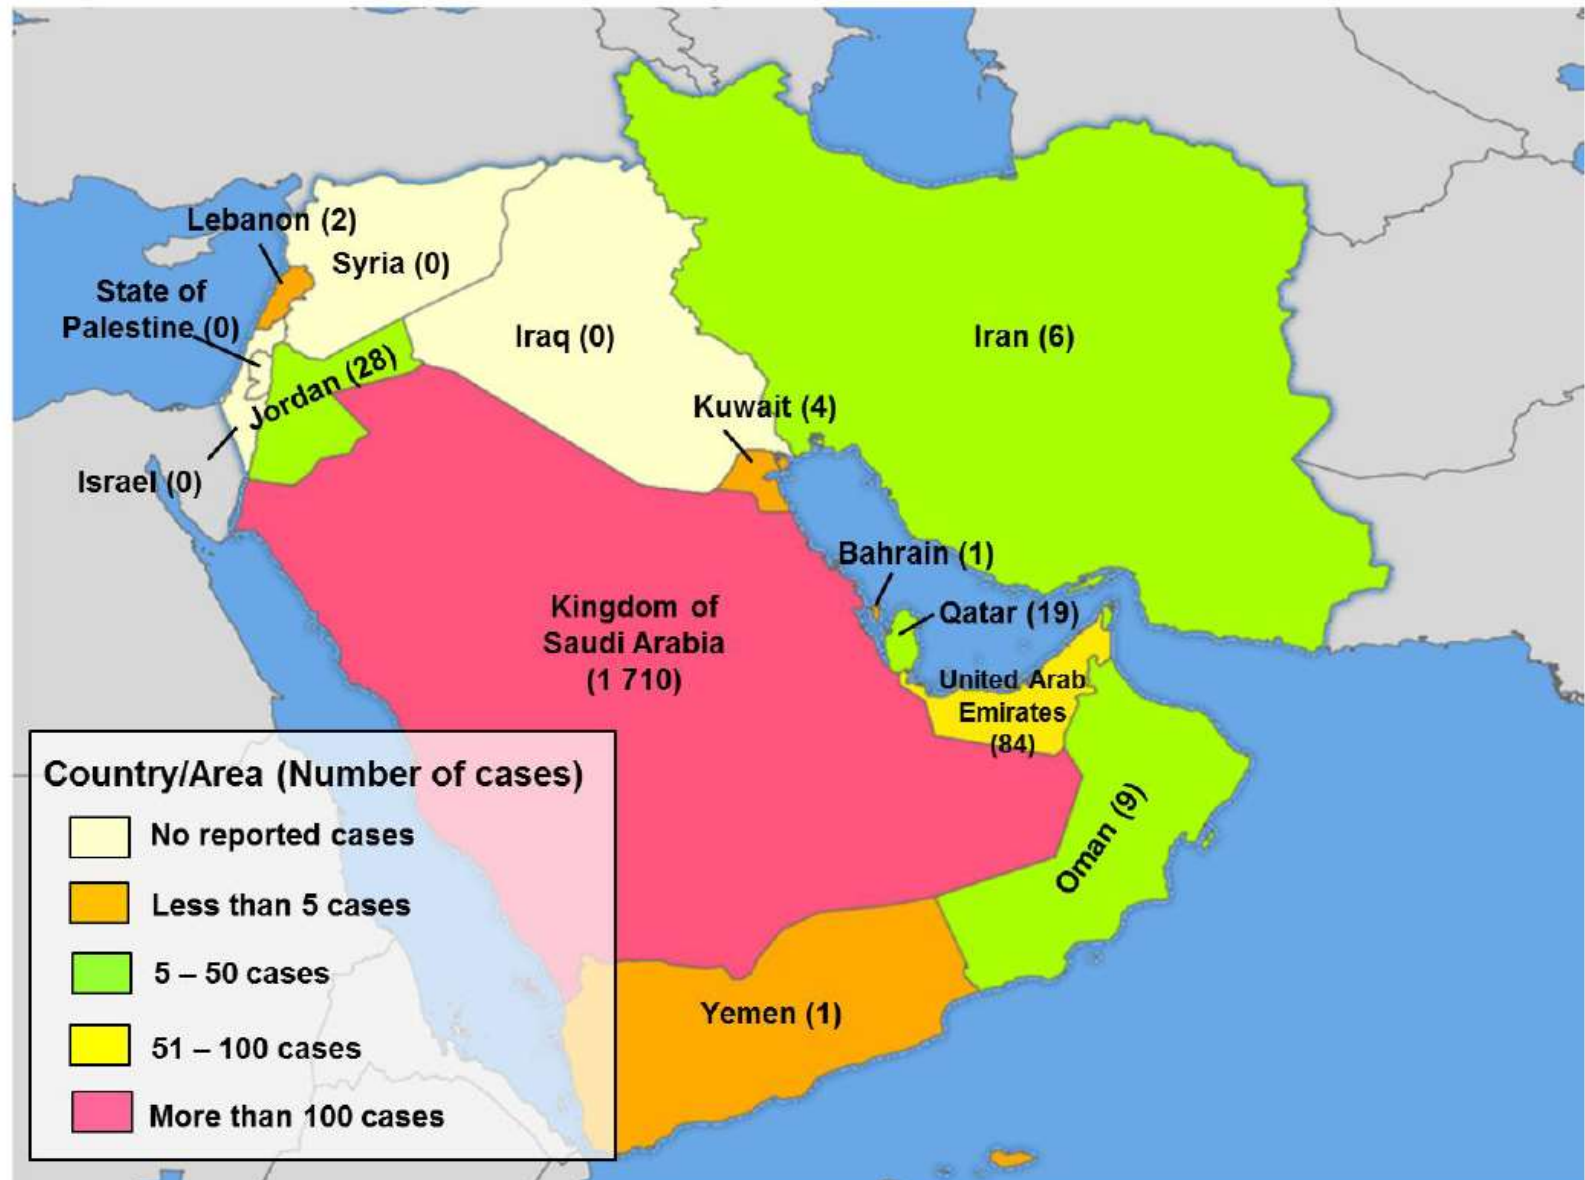 Lebanon (2)
Syria (0)
State of
Palestine (0)
Iraq (0)
Iran (6)
Jordan (28)
Kuwait (4)
Israel (0)
Bahrain (1)
Kingdom of
Saudi Arabia
(1 710)
Qatar (19)
United Arab
Emirates
(84)
Oman (9)
Yemen (1)
Country/Area (Number of cases)
No reported cases
Less than 5 cases
5 – 50 cases
51 – 100 cases
More than 100 cases